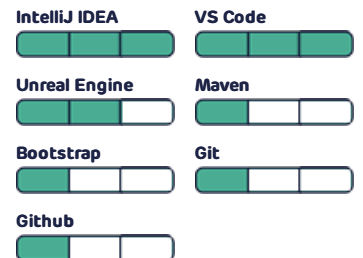 IntelliJ IDEA
VS Code
Unreal Engine
Maven
Bootstrap
Git
Github